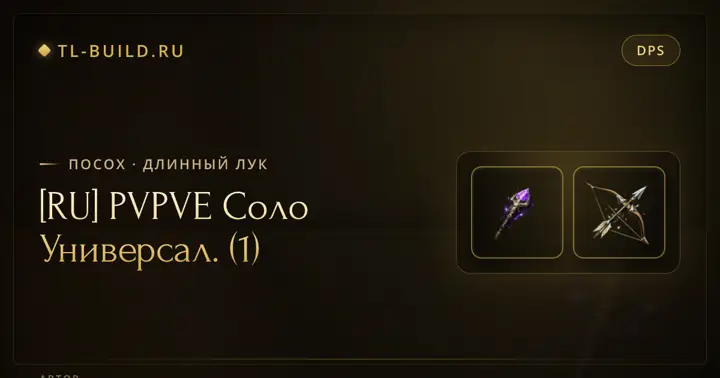 TL-BUILD.RU
DPS
ПОСОХ · ДЛИННЫЙ ЛУК
[RU] PVPVE Соло
Универсал. (1)